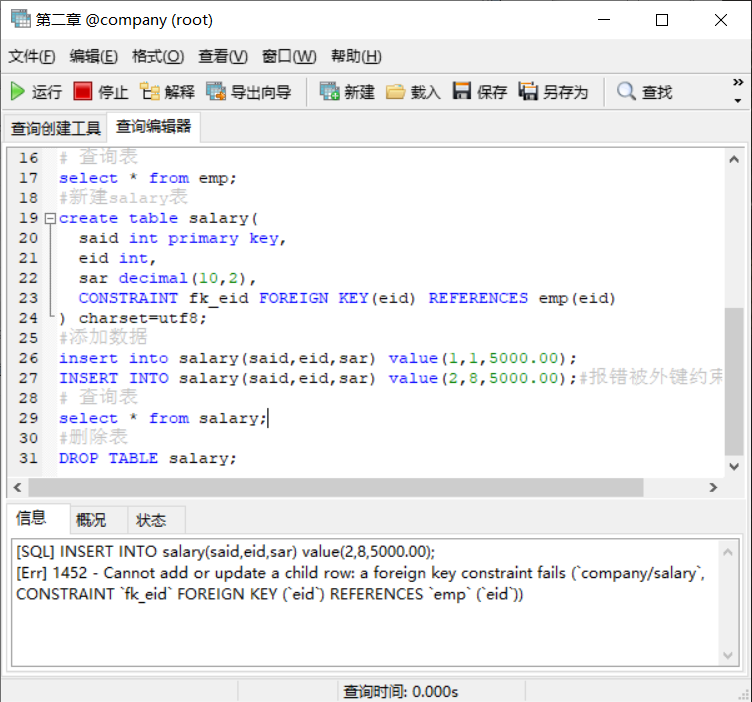 第二章 @company (root)
文件(F) 编辑(E) 格式(O) 查看(V) 窗口(W) 帮助(H)
运行 停止 解释 导出向导 新建 载入 保存 另存为 查找 »
查询创建工具 查询编辑器
16 # 查询表
17 select * from emp;
18 #新建salary表
19 create table salary(
20 said int primary key,
21 eid int,
22 sar decimal(10,2),
23 CONSTRAINT fk_eid FOREIGN KEY(eid) REFERENCES emp(eid)
24 ) charset=utf8;
25 #添加数据
26 insert into salary(said,eid,sar) value(1,1,5000.00);
27 INSERT INTO salary(said,eid,sar) value(2,8,5000.00);#报错被外键约束
28 # 查询表
29 select * from salary;
30 #删除表
31 DROP TABLE salary;
信息 概况 状态
[SQL] INSERT INTO salary(said,eid,sar) value(2,8,5000.00);
[Err] 1452 - Cannot add or update a child row: a foreign key constraint fails (`company/salary`,
CONSTRAINT `fk_eid` FOREIGN KEY (`eid`) REFERENCES `emp` (`eid`))
查询时间: 0.000s